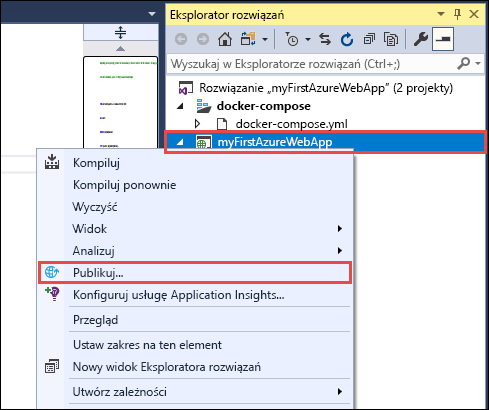 Eksplorator rozwiązań
Wyszukaj w Eksploratorze rozwiązań (Ctrl+;)
Rozwiązanie „myFirstAzureWebApp” (2 projekty)
docker-compose
docker-compose.yml
myFirstAzureWebApp
Kompiluj
Kompiluj ponownie
Wyczyść
Widok
Analizuj
Publikuj...
Konfiguruj usługę Application Insights...
Przegląd
Ustaw zakres na ten element
Nowy widok Eksploratora rozwiązań
Utwórz zależności